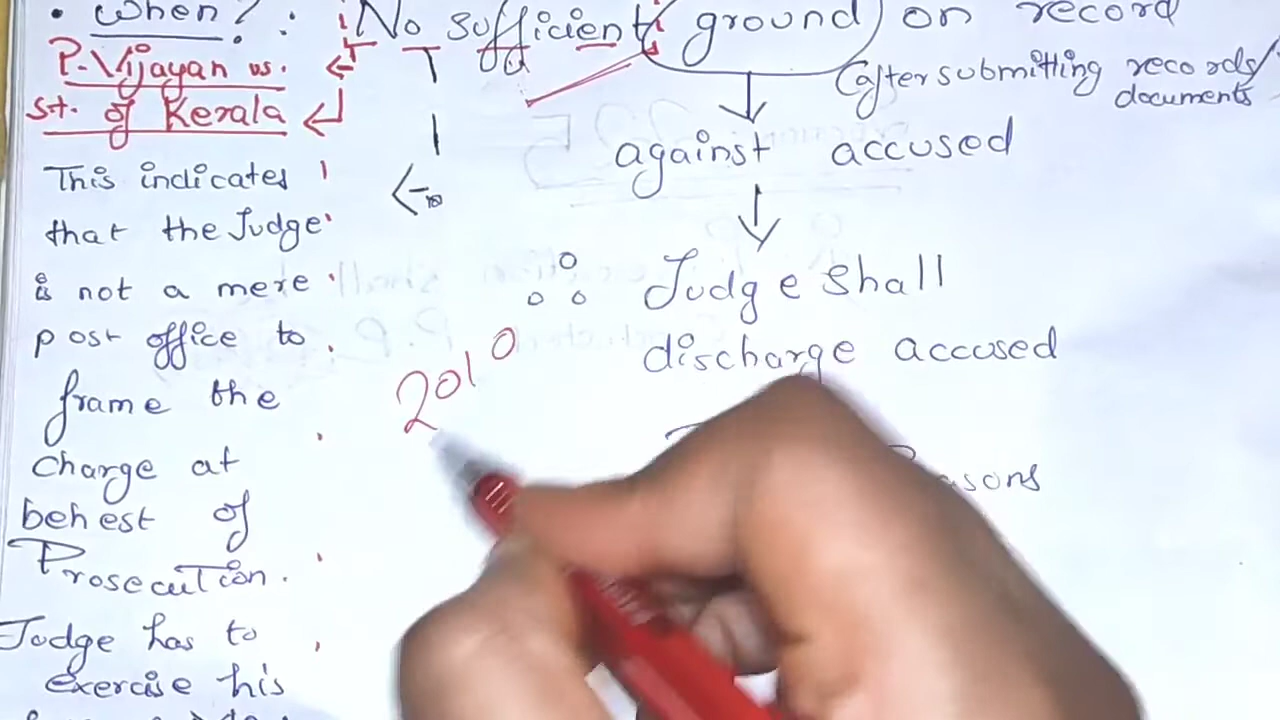 • When? : No sufficient ground on record
(after submitting records/
documents
P. Vijayan vs.
St. of Kerala
against accused
This indicates
that the Judge
is not a mere
post office to
frame the
charge at
behest of
Prosecution.
Judge has to
exercise his
∴ Judge shall
discharge accused
2010